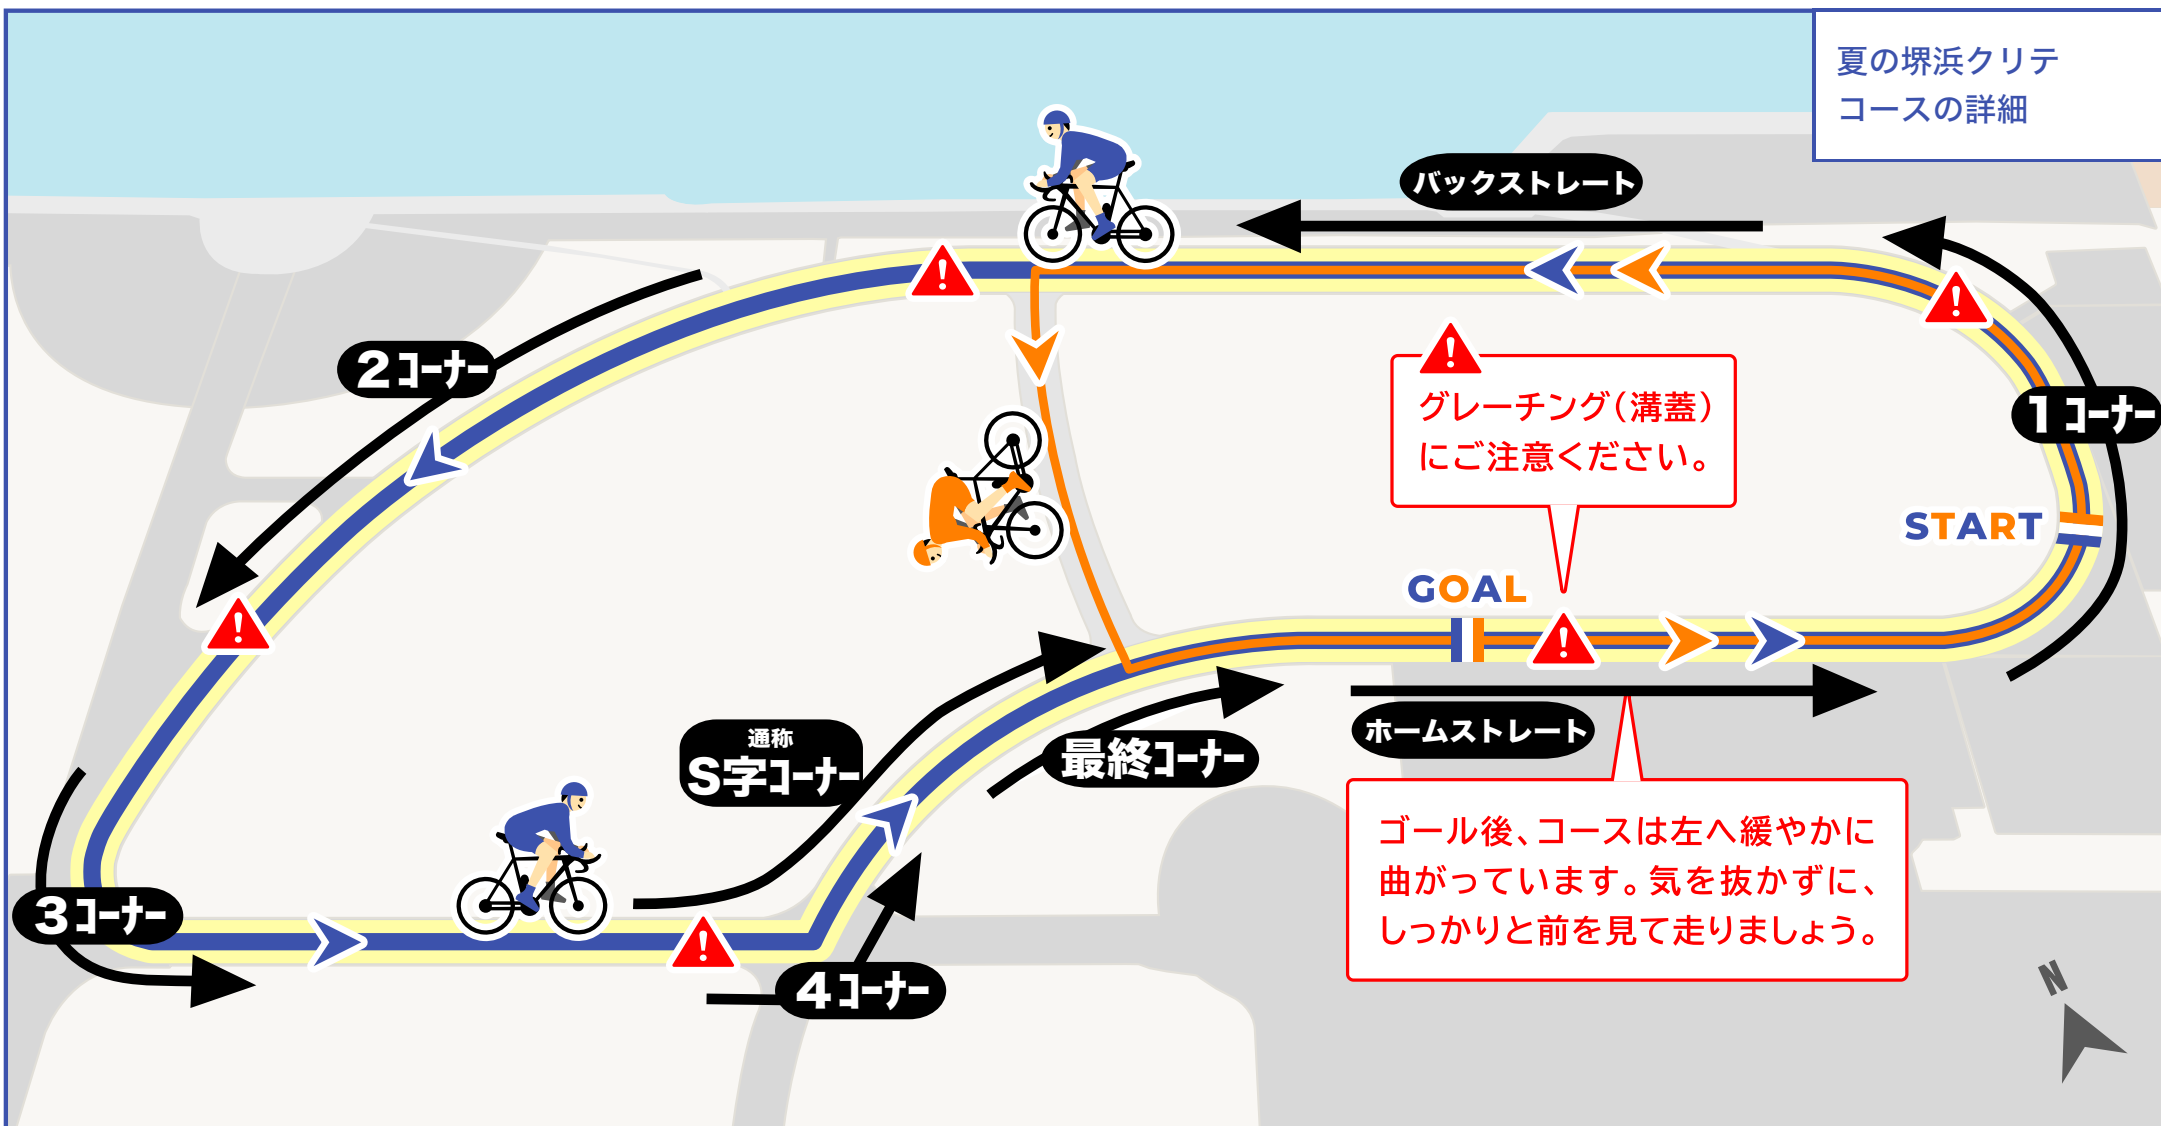 夏の堺浜クリテ
コースの詳細
バックストレート
2コーナー
1コーナー
グレーチング（溝蓋）
にご注意ください。
START
GOAL
ホームストレート
通称
S字コーナー
最終コーナー
ゴール後、コースは左へ緩やかに
曲がっています。気を抜かずに、
しっかりと前を見て走りましょう。
3コーナー
4コーナー
N